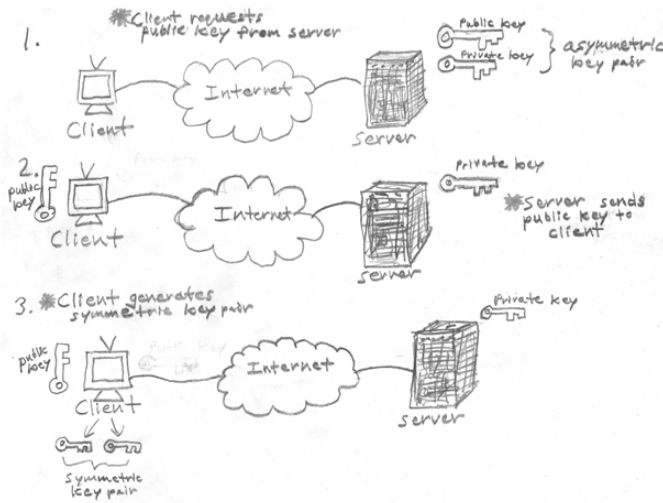 1.
*Client requests
public key from server
Public key
Private key
asymmetric
key pair
Internet
Client
Server
2.
public
key
Private key
Internet
*Server sends
public key to
client
Client
Server
3. *Client generates
symmetric key pair
Private key
public
key
Public key
Internet
Client
Server
symmetric
key pair